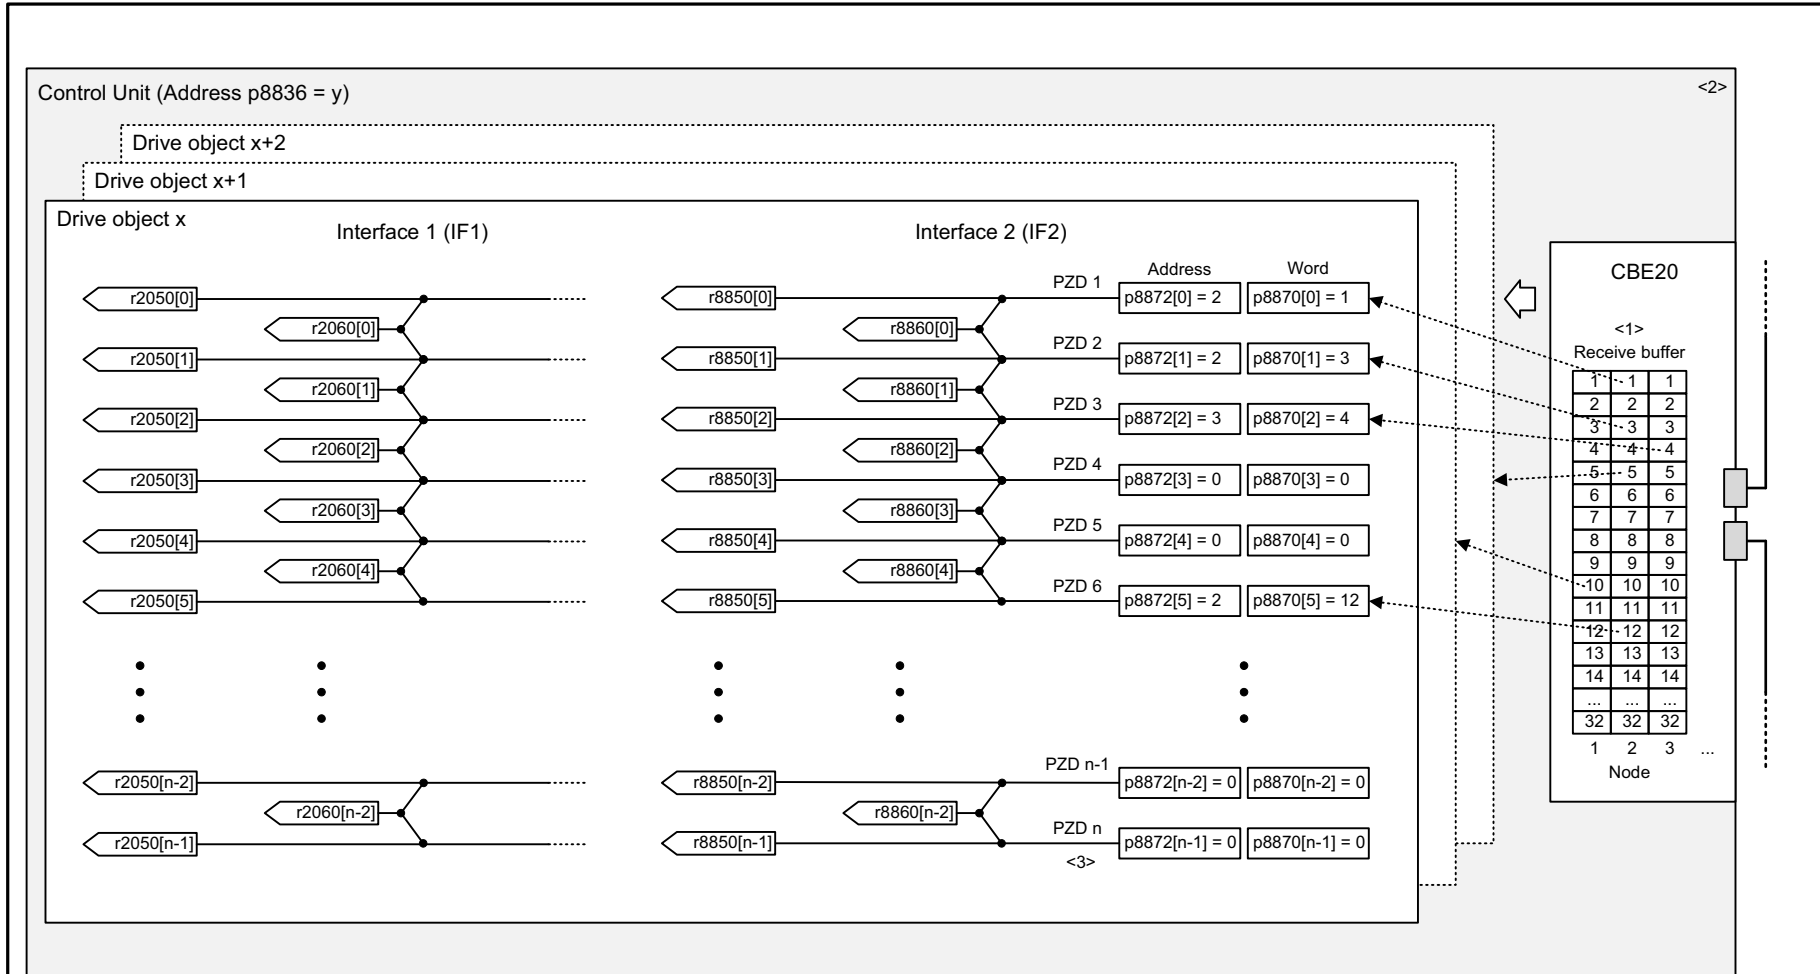 Control Unit (Address p8836 = y)
<2>
Drive object x+2
Drive object x+1
Drive object x
Interface 1 (IF1)
Interface 2 (IF2)
Address Word
r2050[0] r8850[0] PZD 1 p8872[0] = 2 p8870[0] = 1
r2060[0] r8860[0]
r2050[1] r8850[1] PZD 2 p8872[1] = 2 p8870[1] = 3
r2060[1] r8860[1]
r2050[2] r8850[2] PZD 3 p8872[2] = 3 p8870[2] = 4
r2060[2] r8860[2]
r2050[3] r8850[3] PZD 4 p8872[3] = 0 p8870[3] = 0
r2060[3] r8860[3]
r2050[4] r8850[4] PZD 5 p8872[4] = 0 p8870[4] = 0
r2060[4] r8860[4]
r2050[5] r8850[5] PZD 6 p8872[5] = 2 p8870[5] = 12
r2050[n-2] r8850[n-2] PZD n-1 p8872[n-2] = 0 p8870[n-2] = 0
r2060[n-2] r8860[n-2]
r2050[n-1] r8850[n-1] PZD n p8872[n-1] = 0 p8870[n-1] = 0
<3>
CBE20
<1>
Receive buffer
1 1 1
2 2 2
3 3 3
4 4 4
5 5 5
6 6 6
7 7 7
8 8 8
9 9 9
10 10 10
11 11 11
12 12 12
13 13 13
14 14 14
... ... ...
32 32 32
1 2 3 ...
Node